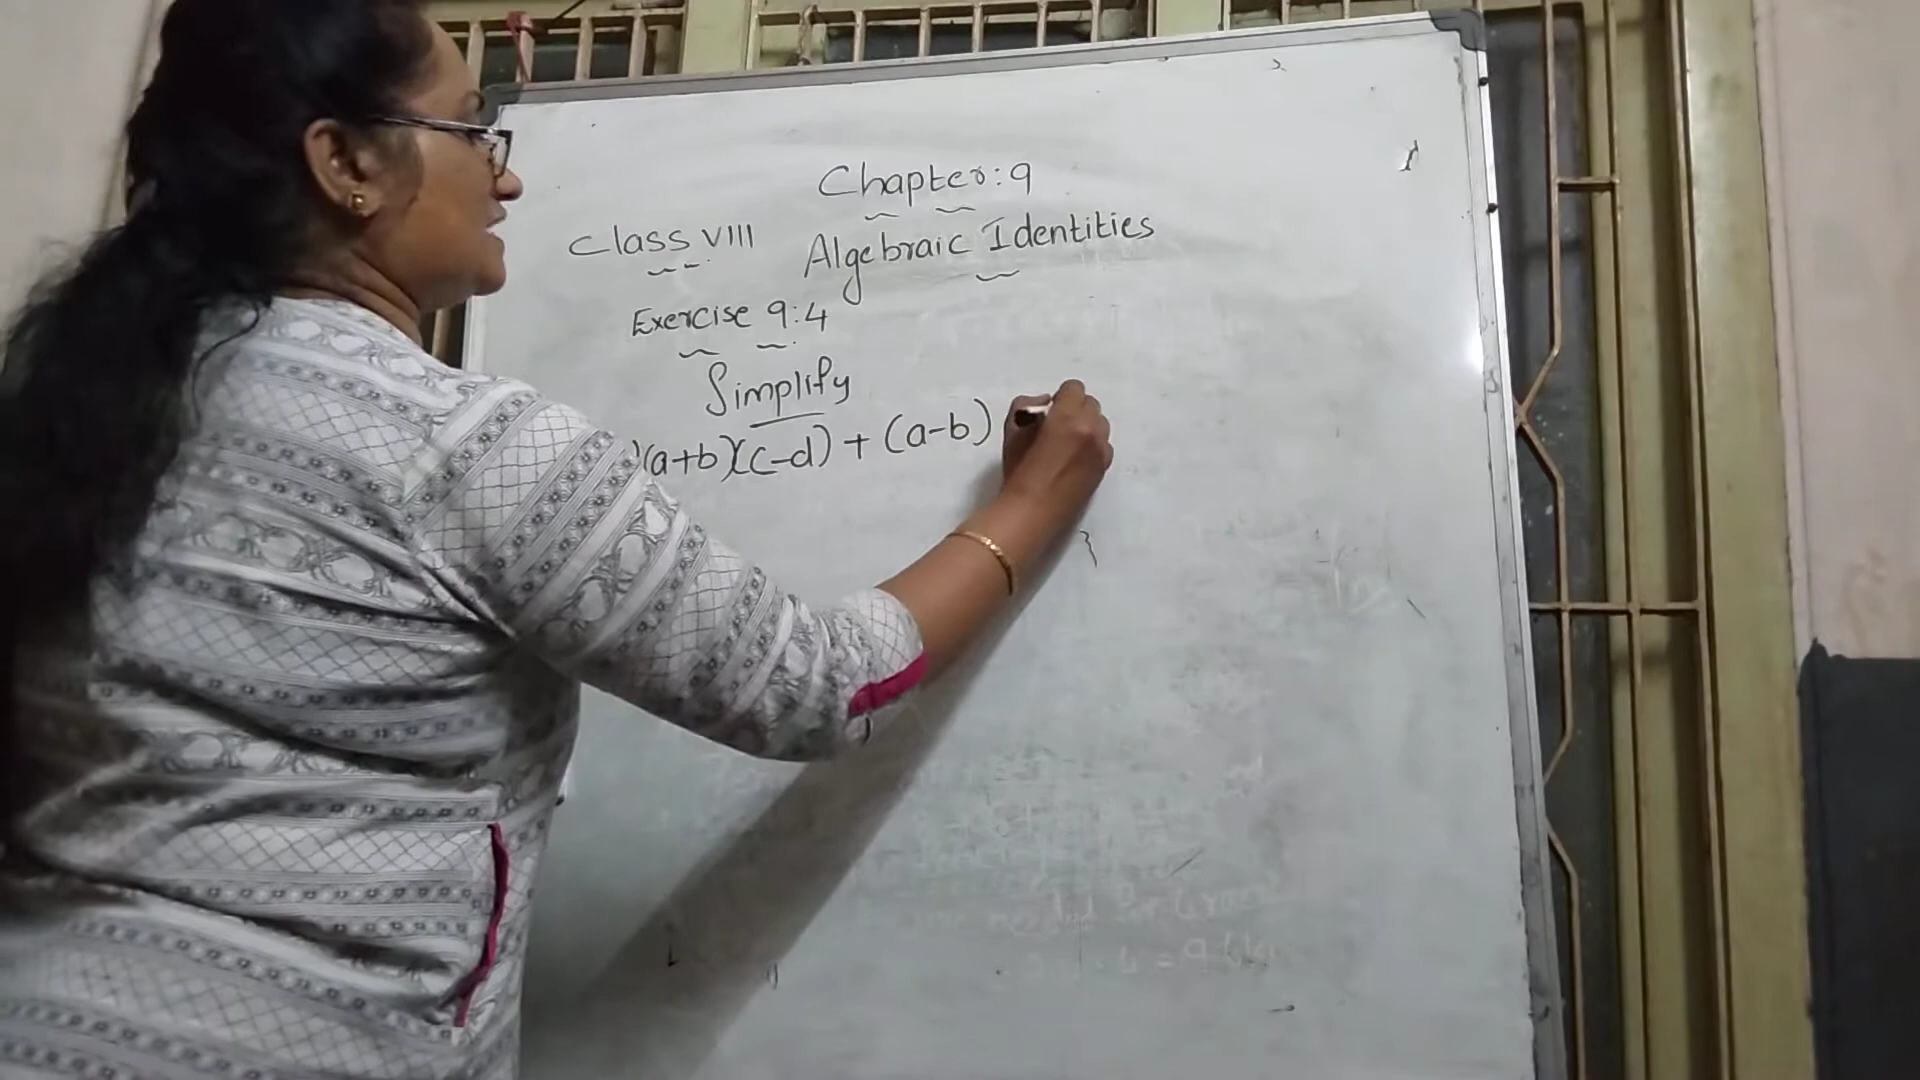 Chapter: 9
Class VIII Algebraic Identities
Exercise 9:4
Simplify
)(a+b)(c-d) + (a-b)